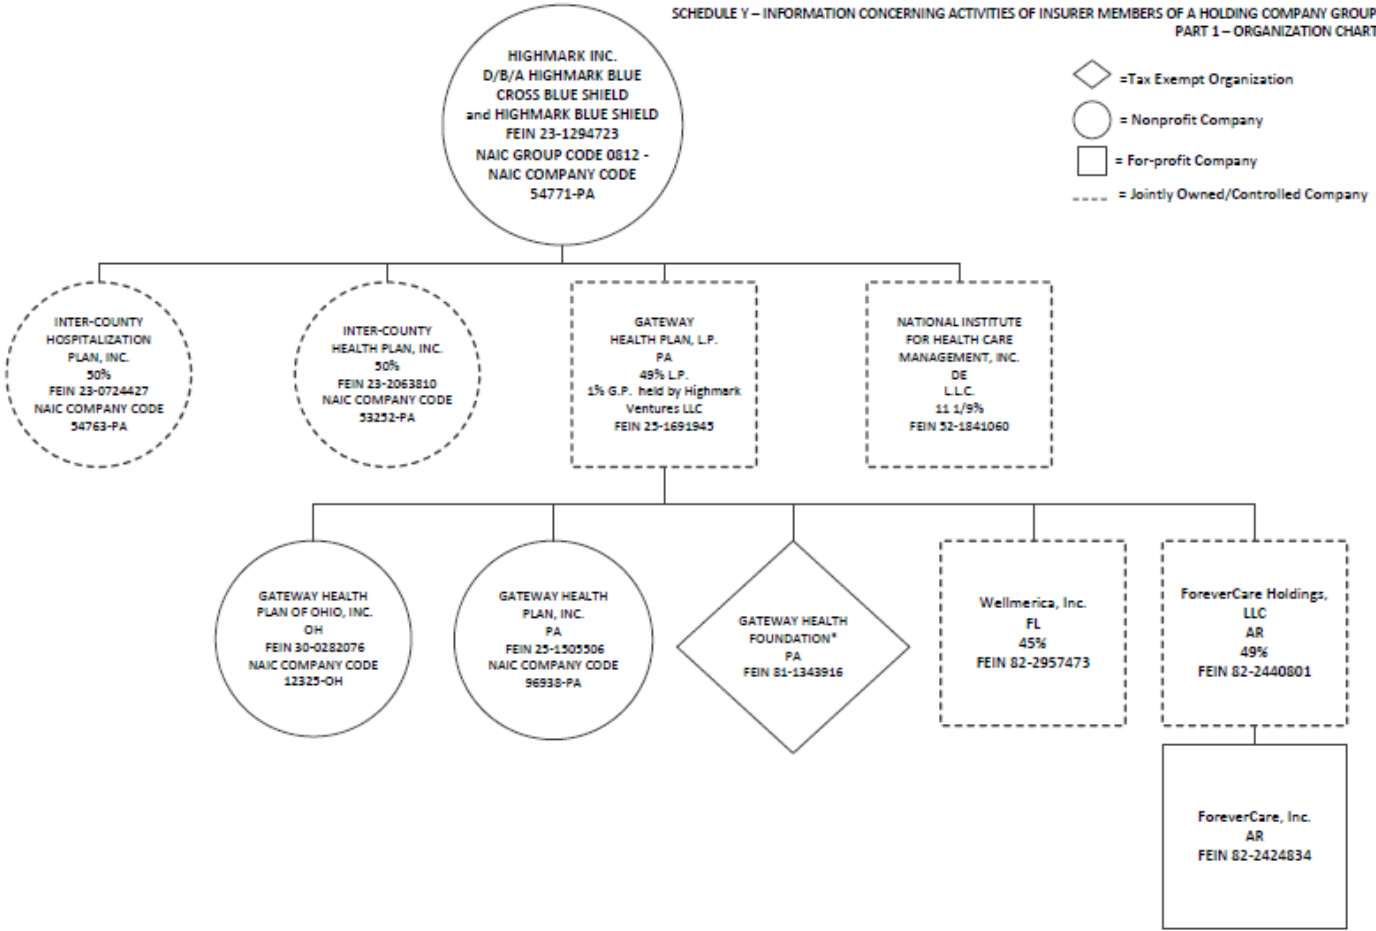 SCHEDULE Y – INFORMATION CONCERNING ACTIVITIES OF INSURER MEMBERS OF A HOLDING COMPANY GROUP
PART 1 – ORGANIZATION CHART
=Tax Exempt Organization
= Nonprofit Company
= For-profit Company
= Jointly Owned/Controlled Company
HIGHMARK INC.
D/B/A HIGHMARK BLUE
CROSS BLUE SHIELD
and HIGHMARK BLUE SHIELD
FEIN 23-1294723
NAIC GROUP CODE 0812 -
NAIC COMPANY CODE
54771-PA
INTER-COUNTY
HOSPITALIZATION
PLAN, INC.
50%
FEIN 23-0724427
NAIC COMPANY CODE
54763-PA
INTER-COUNTY
HEALTH PLAN, INC.
50%
FEIN 23-2063810
NAIC COMPANY CODE
53252-PA
GATEWAY
HEALTH PLAN, L.P.
PA
49% L.P.
1% G.P. held by Highmark
Ventures LLC
FEIN 25-1691945
NATIONAL INSTITUTE
FOR HEALTH CARE
MANAGEMENT, INC.
DE
L.L.C.
11 1/9%
FEIN 52-1841060
GATEWAY HEALTH
PLAN OF OHIO, INC.
OH
FEIN 30-0282076
NAIC COMPANY CODE
12325-OH
GATEWAY HEALTH
PLAN, INC.
PA
FEIN 25-1505506
NAIC COMPANY CODE
96938-PA
GATEWAY HEALTH
FOUNDATION*
PA
FEIN 81-1343916
Wellmerica, Inc.
FL
45%
FEIN 82-2957473
ForeverCare Holdings,
LLC
AR
49%
FEIN 82-2440801
ForeverCare, Inc.
AR
FEIN 82-2424834